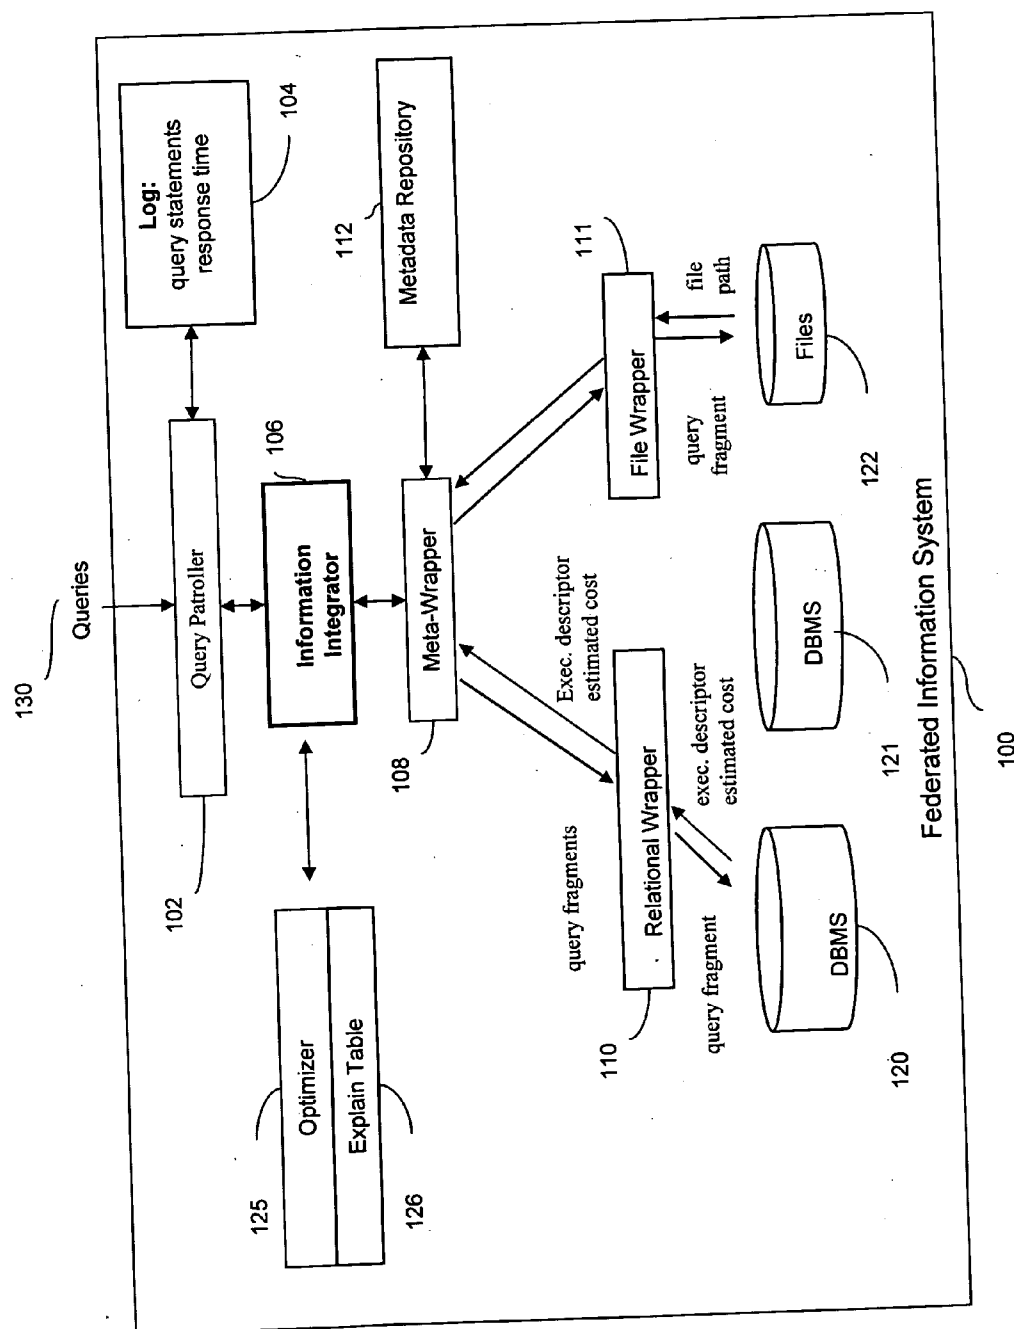 130
Queries
Log:
query statements
response time
104
Query Patroller
102
106
Information
Integrator
Optimizer
125
Explain Table
126
Meta-Wrapper
108
112
Metadata Repository
query fragments
Exec. descriptor
estimated cost
Relational Wrapper
110
File Wrapper
111
query fragment
exec. descriptor
estimated cost
query
fragment
file
path
DBMS
120
DBMS
121
Files
122
Federated Information System
100